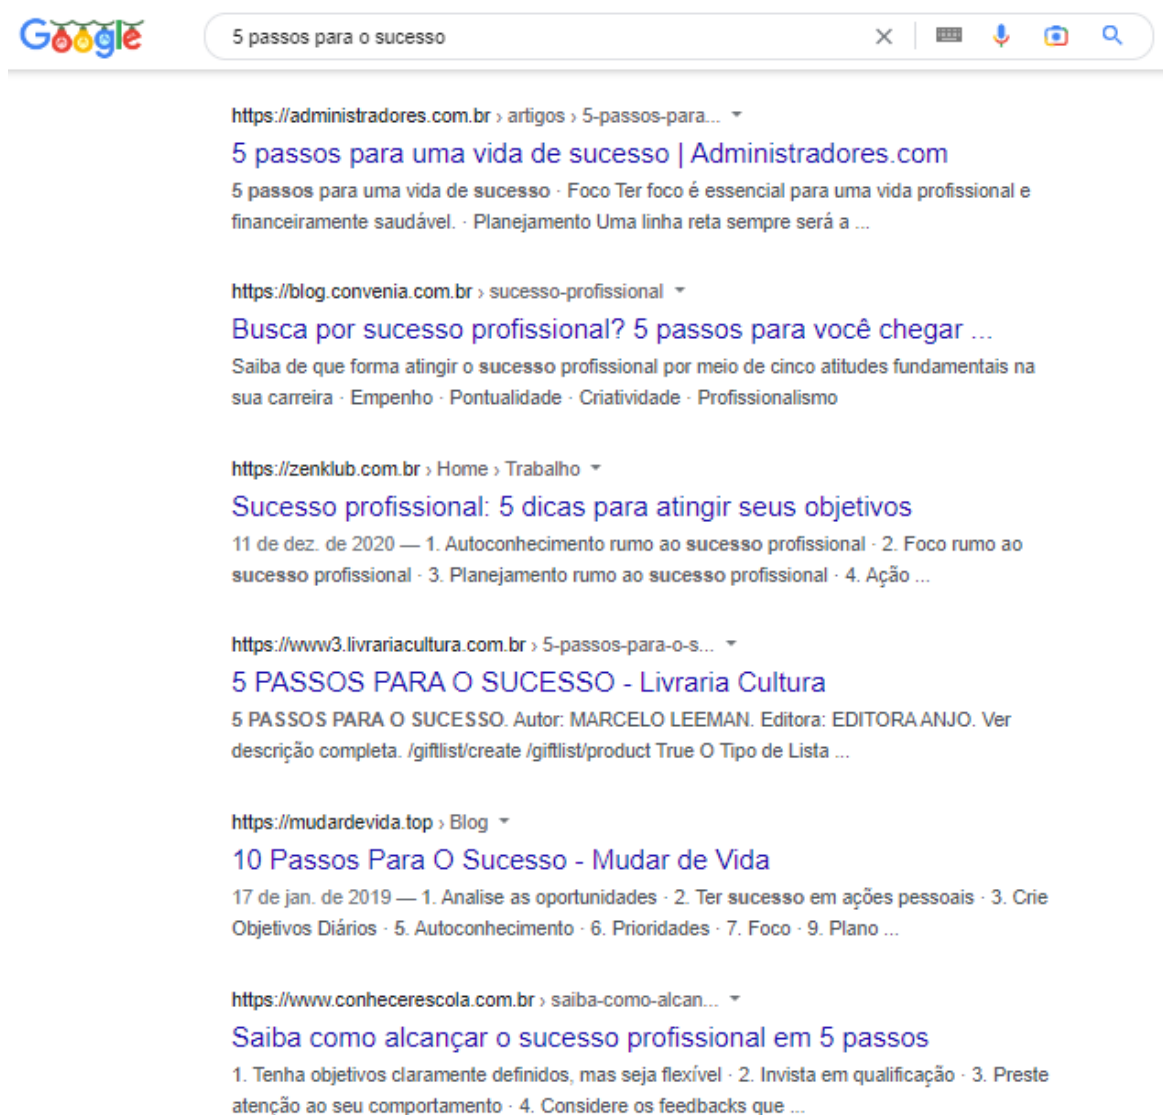 Google
5 passos para o sucesso
https://administradores.com.br › artigos › 5-passos-para...
5 passos para uma vida de sucesso | Administradores.com
5 passos para uma vida de sucesso · Foco Ter foco é essencial para uma vida profissional e
financeiramente saudável. · Planejamento Uma linha reta sempre será a ...
https://blog.convenia.com.br › sucesso-profissional
Busca por sucesso profissional? 5 passos para você chegar ...
Saiba de que forma atingir o sucesso profissional por meio de cinco atitudes fundamentais na
sua carreira · Empenho · Pontualidade · Criatividade · Profissionalismo
https://zenklub.com.br › Home › Trabalho
Sucesso profissional: 5 dicas para atingir seus objetivos
11 de dez. de 2020 — 1. Autoconhecimento rumo ao sucesso profissional · 2. Foco rumo ao
sucesso profissional · 3. Planejamento rumo ao sucesso profissional · 4. Ação ...
https://www3.livrariacultura.com.br › 5-passos-para-o-s...
5 PASSOS PARA O SUCESSO - Livraria Cultura
5 PASSOS PARA O SUCESSO. Autor: MARCELO LEEMAN. Editora: EDITORA ANJO. Ver
descrição completa. /giftlist/create /giftlist/product True O Tipo de Lista ...
https://mudardevida.top › Blog
10 Passos Para O Sucesso - Mudar de Vida
17 de jan. de 2019 — 1. Analise as oportunidades · 2. Ter sucesso em ações pessoais · 3. Crie
Objetivos Diários · 5. Autoconhecimento · 6. Prioridades · 7. Foco · 9. Plano ...
https://www.conhecerescola.com.br › saiba-como-alcan...
Saiba como alcançar o sucesso profissional em 5 passos
1. Tenha objetivos claramente definidos, mas seja flexível · 2. Invista em qualificação · 3. Preste
atenção ao seu comportamento · 4. Considere os feedbacks que ...